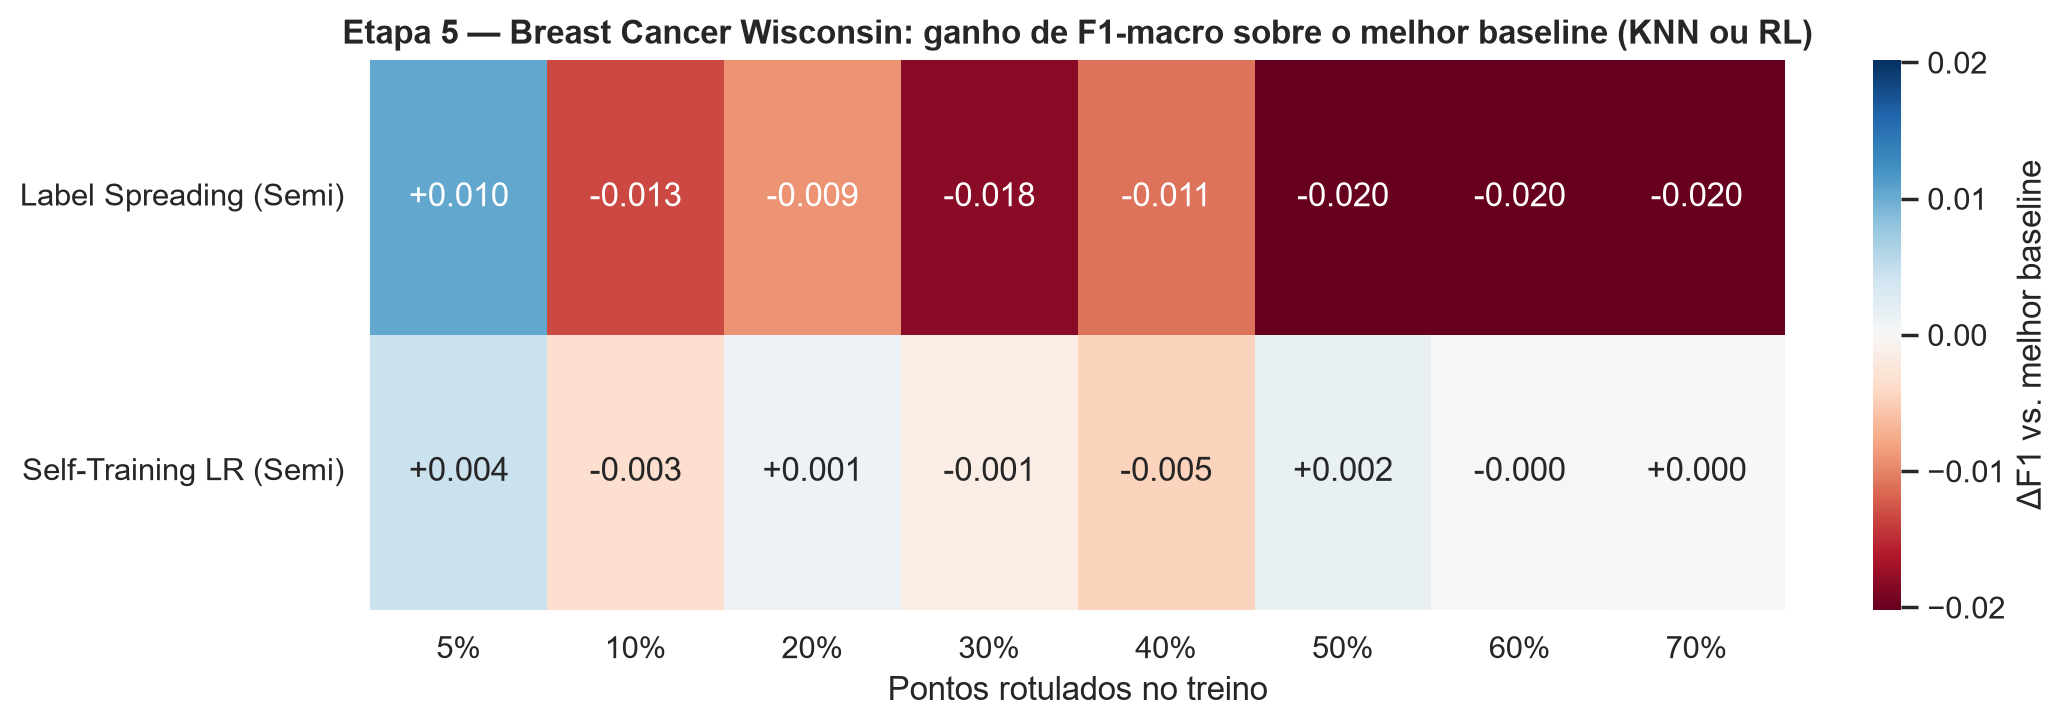 Etapa 5 — Breast Cancer Wisconsin: ganho de F1-macro sobre o melhor baseline (KNN ou RL)
Label Spreading (Semi)
+0.010 -0.013 -0.009 -0.018 -0.011 -0.020 -0.020 -0.020
Self-Training LR (Semi)
+0.004 -0.003 +0.001 -0.001 -0.005 +0.002 -0.000 +0.000
5% 10% 20% 30% 40% 50% 60% 70%
Pontos rotulados no treino
0.02
0.01
0.00
−0.01
−0.02
ΔF1 vs. melhor baseline